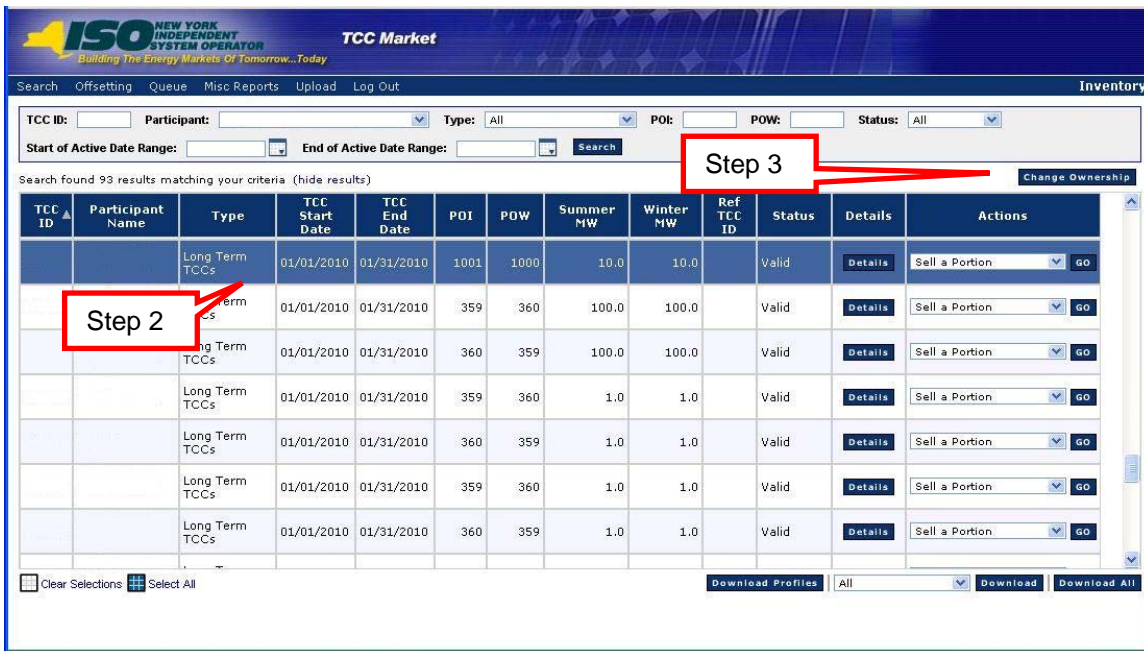 NEW YORK
ISO INDEPENDENT
SYSTEM OPERATOR
Building The Energy Markets Of Tomorrow...Today
TCC Market
Search Offsetting Queue Misc Reports Upload Log Out Inventory
TCC ID: Participant: Type: All POI: POW: Status: All
Start of Active Date Range: End of Active Date Range: Search
Step 3
Search found 93 results matching your criteria (hide results) Change Ownership
TCC ID Participant Name Type TCC Start Date TCC End Date POI POW Summer MW Winter MW Ref TCC ID Status Details Actions
Long Term TCCs 01/01/2010 01/31/2010 1001 1000 10.0 10.0 Valid Details Sell a Portion GO
Step 2
Term 01/01/2010 01/31/2010 359 360 100.0 100.0 Valid Details Sell a Portion GO
Term TCCs 01/01/2010 01/31/2010 360 359 100.0 100.0 Valid Details Sell a Portion GO
Long Term TCCs 01/01/2010 01/31/2010 359 360 1.0 1.0 Valid Details Sell a Portion GO
Long Term TCCs 01/01/2010 01/31/2010 360 359 1.0 1.0 Valid Details Sell a Portion GO
Long Term TCCs 01/01/2010 01/31/2010 359 360 1.0 1.0 Valid Details Sell a Portion GO
Long Term TCCs 01/01/2010 01/31/2010 360 359 1.0 1.0 Valid Details Sell a Portion GO
Clear Selections Select All Download Profiles All Download Download All